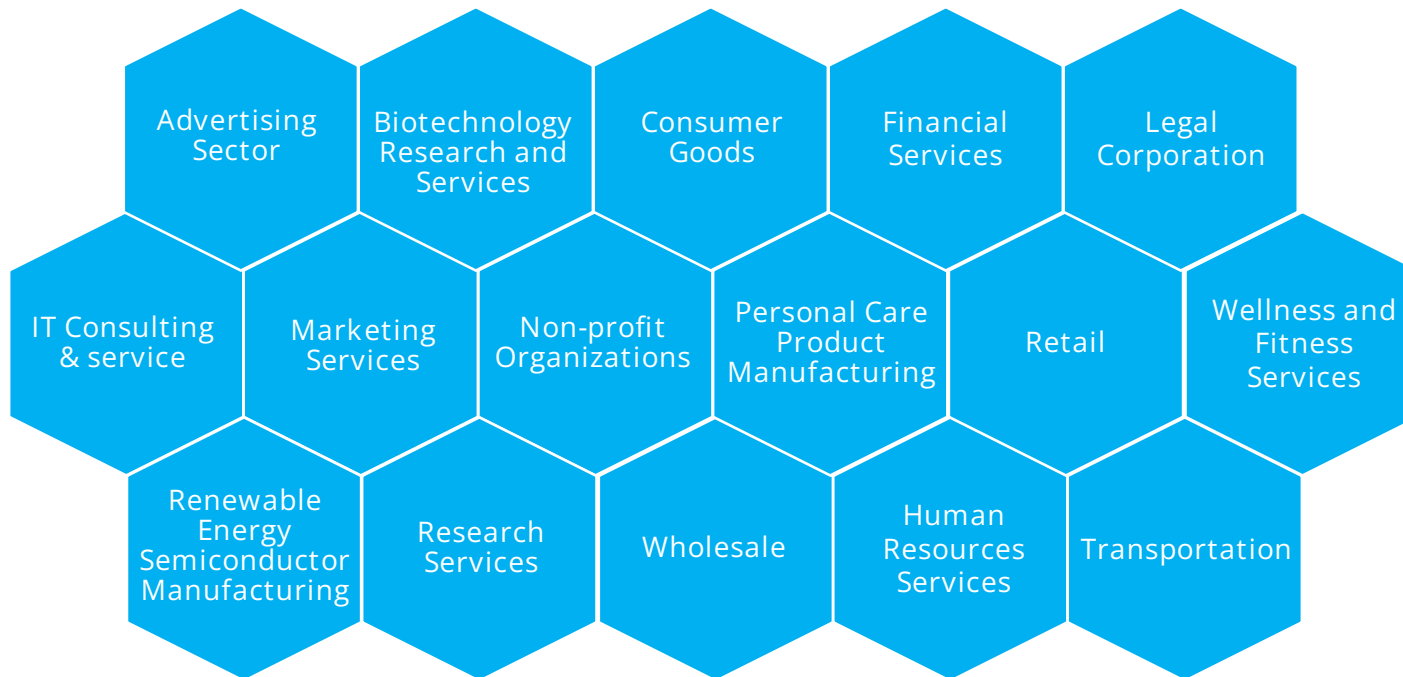 Advertising
Sector
Biotechnology
Research and
Services
Consumer
Goods
Financial
Services
Legal
Corporation
IT Consulting
& service
Marketing
Services
Non-profit
Organizations
Personal Care
Product
Manufacturing
Retail
Wellness and
Fitness
Services
Renewable
Energy
Semiconductor
Manufacturing
Research
Services
Wholesale
Human
Resources
Services
Transportation